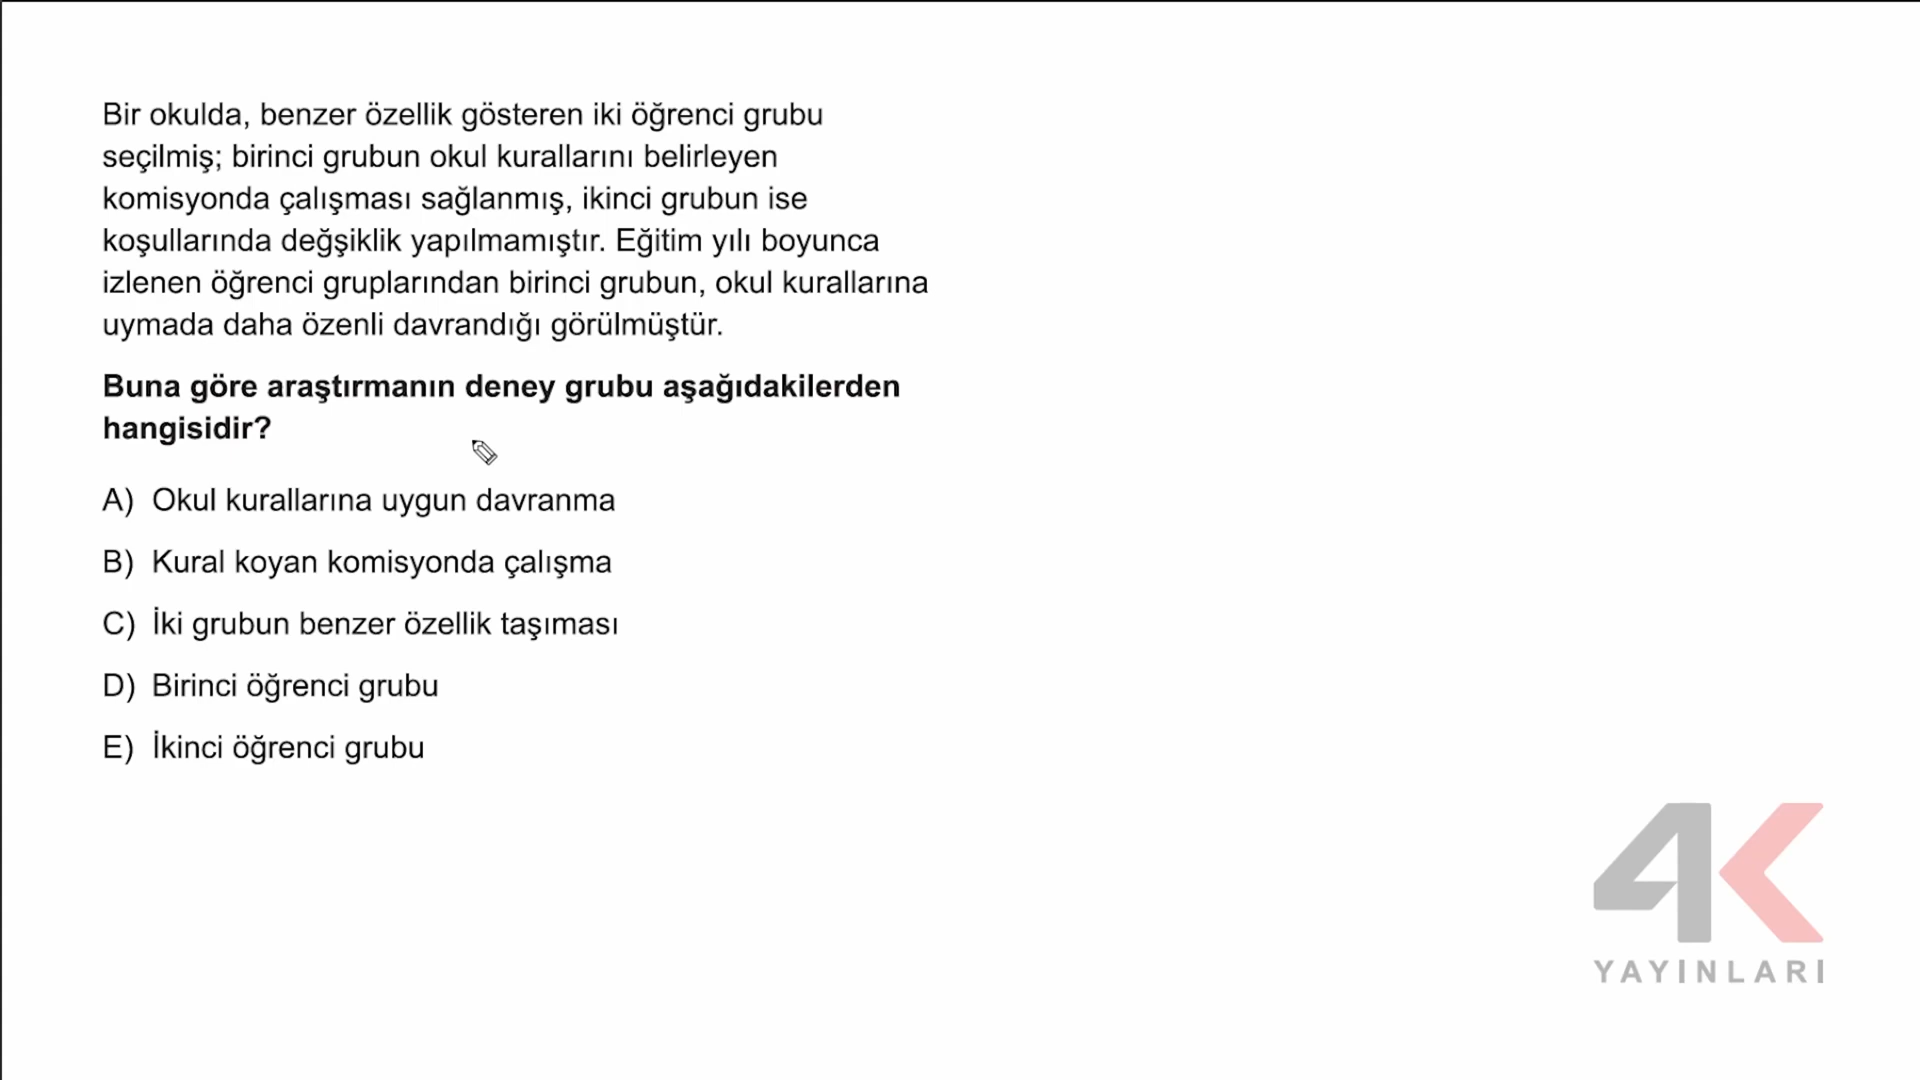 Bir okulda, benzer özellik gösteren iki öğrenci grubu
seçilmiş; birinci grubun okul kurallarını belirleyen
komisyonda çalışması sağlanmış, ikinci grubun ise
koşullarında değşiklik yapılmamıştır. Eğitim yılı boyunca
izlenen öğrenci gruplarından birinci grubun, okul kurallarına
uymada daha özenli davrandığı görülmüştür.
Buna göre araştırmanın deney grubu aşağıdakilerden
hangisidir?
A) Okul kurallarına uygun davranma
B) Kural koyan komisyonda çalışma
C) İki grubun benzer özellik taşıması
D) Birinci öğrenci grubu
E) İkinci öğrenci grubu
4K
YAYINLARI